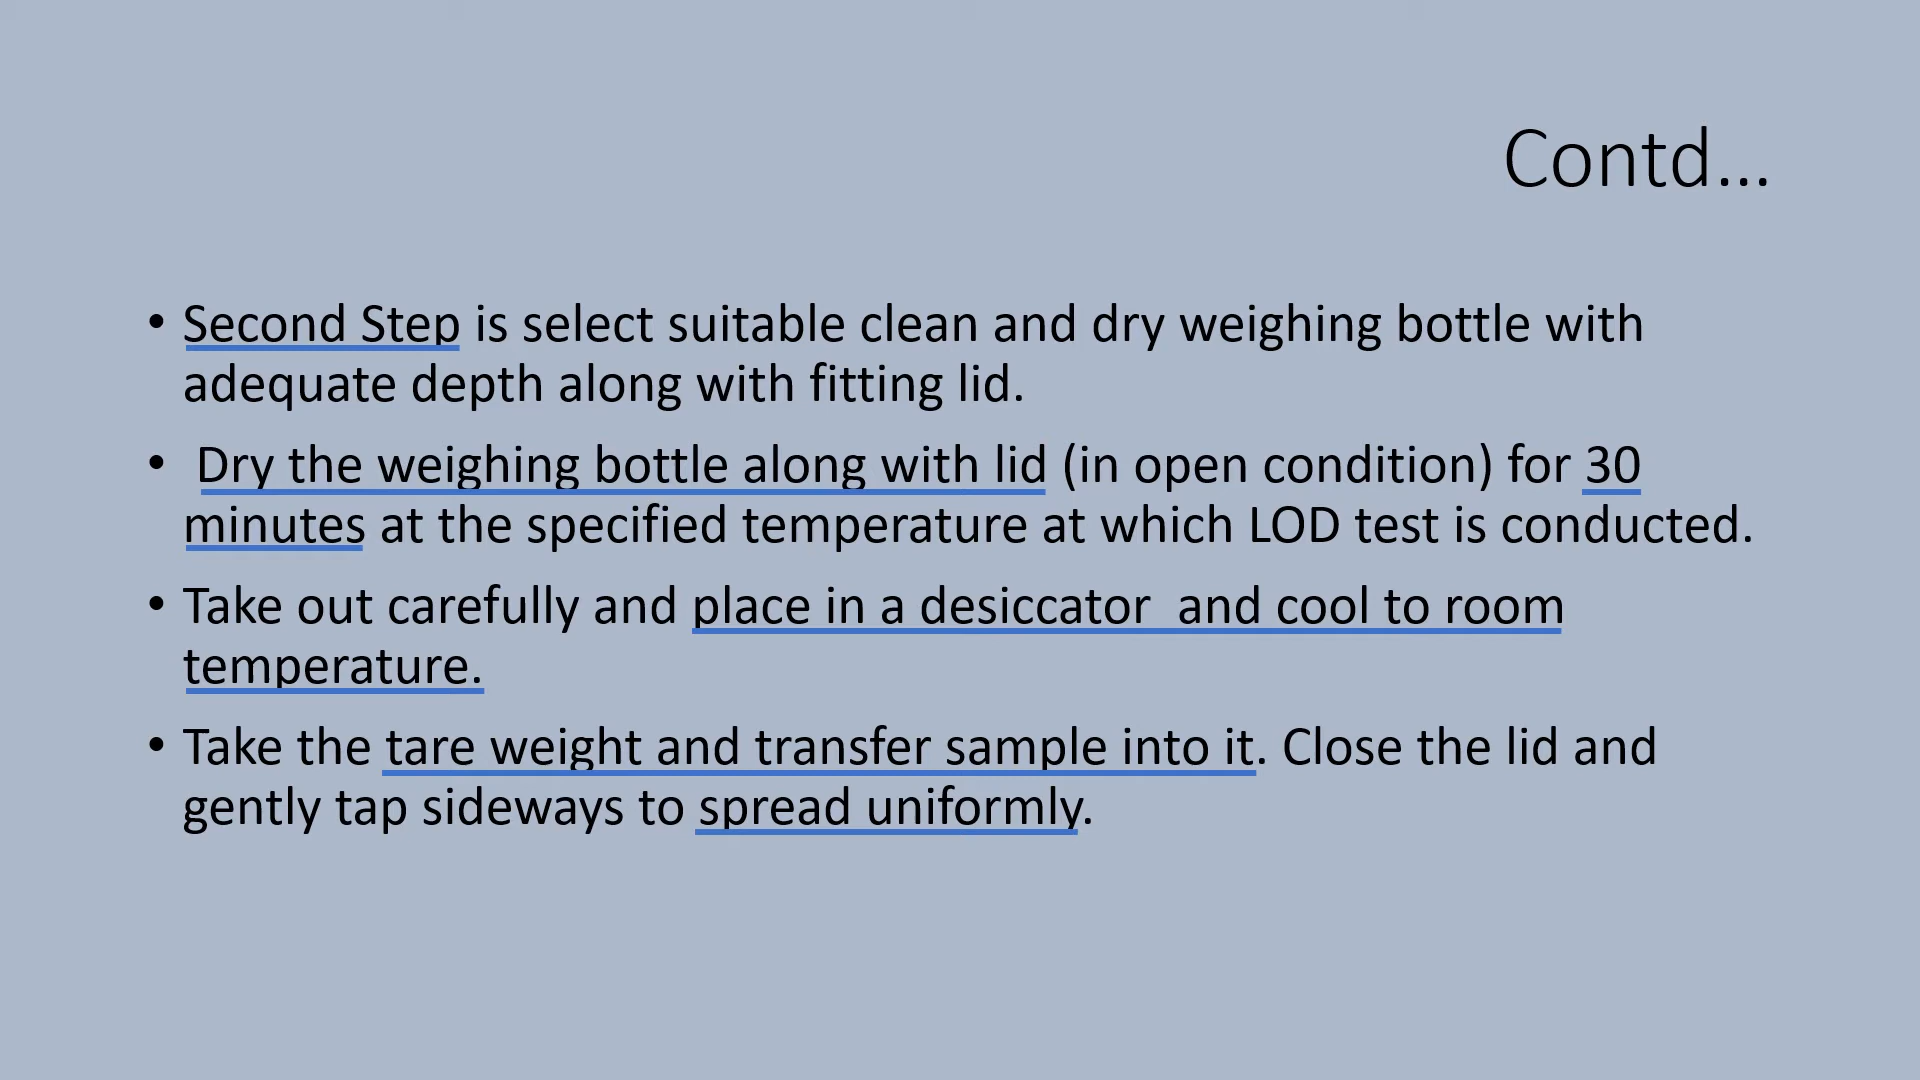 Contd...
• Second Step is select suitable clean and dry weighing bottle with
adequate depth along with fitting lid.
• Dry the weighing bottle along with lid (in open condition) for 30
minutes at the specified temperature at which LOD test is conducted.
• Take out carefully and place in a desiccator  and cool to room
temperature.
• Take the tare weight and transfer sample into it. Close the lid and
gently tap sideways to spread uniformly.